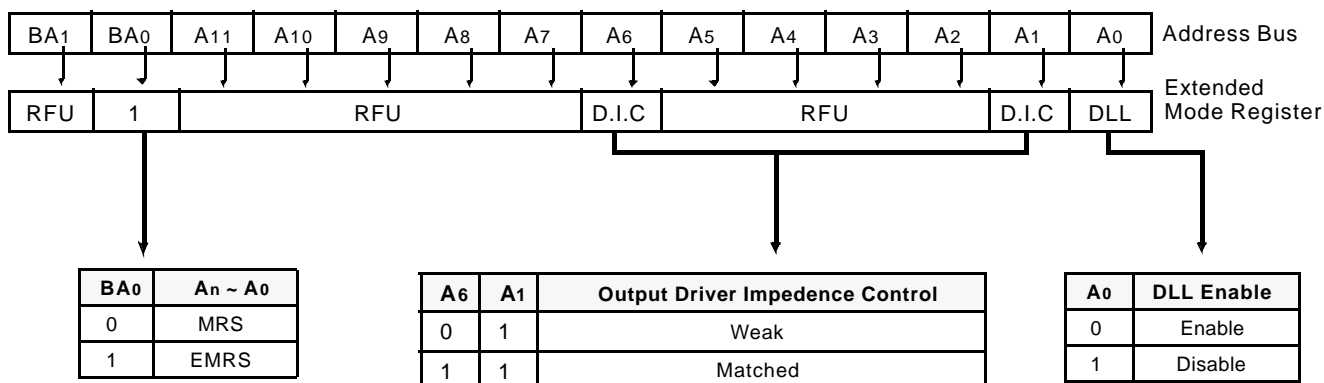 BA1 BA0 A11 A10 A9 A8 A7 A6 A5 A4 A3 A2 A1 A0 Address Bus
RFU 1 RFU D.I.C RFU D.I.C DLL Extended
Mode Register
BA0 An ~ A0
0 MRS
1 EMRS
A6 A1 Output Driver Impedence Control
0 1 Weak
1 1 Matched
A0 DLL Enable
0 Enable
1 Disable